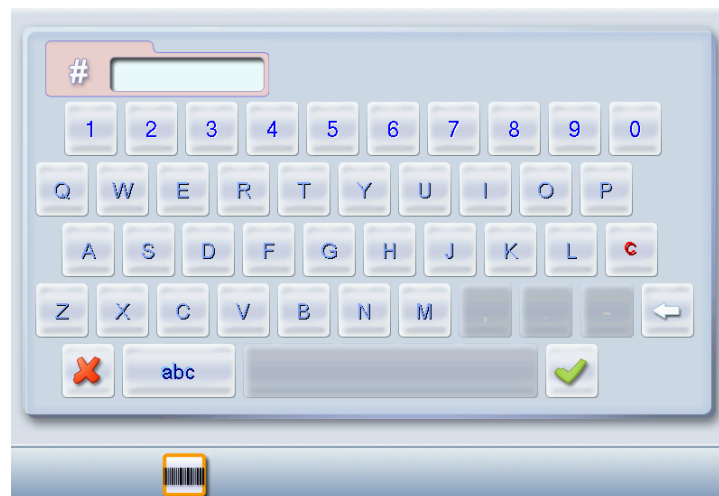 #
1 2 3 4 5 6 7 8 9 0
Q W E R T Y U I O P
A S D F G H J K L C
Z X C V B N M , . -
abc